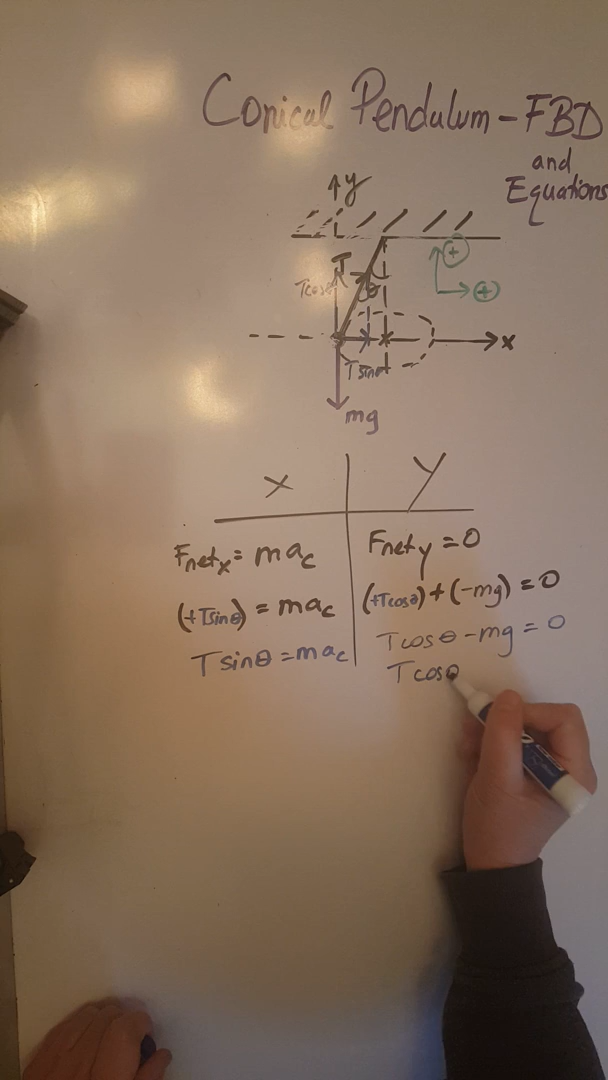 Conical Pendulum - FBD
and
Equations
y
T
Tcosθ
θ
+
+
x
Tsinθ
mg
x
y
Fnetx = mac
Fnety = 0
(+Tsinθ) = mac
(+Tcosθ) + (-mg) = 0
Tsinθ = mac
Tcosθ - mg = 0
Tcosθ